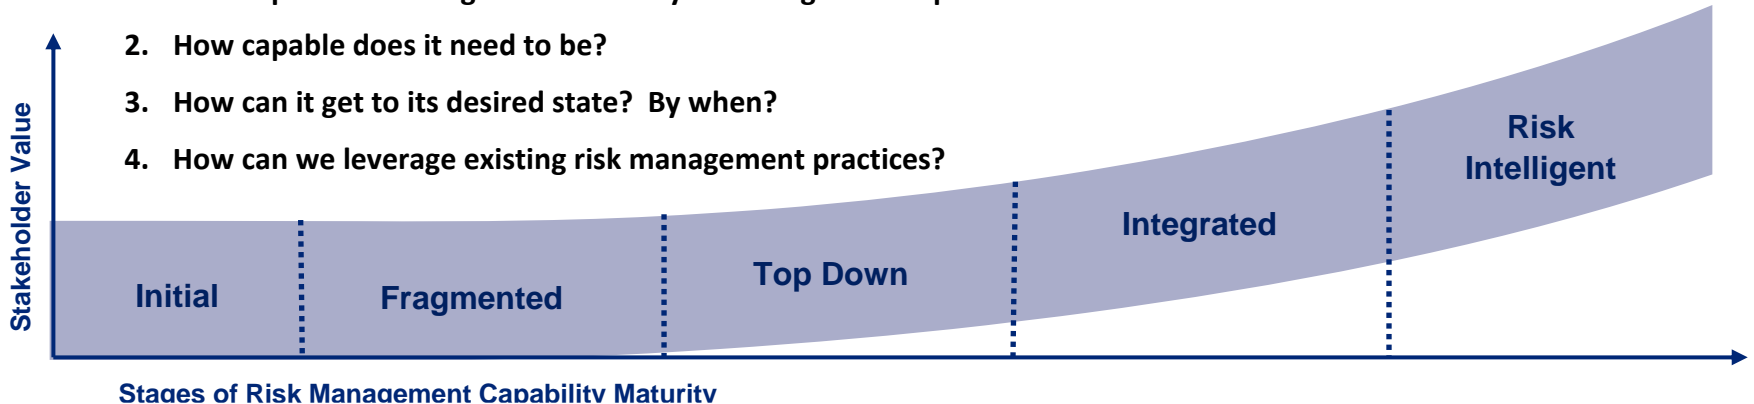 2. How capable does it need to be?
3. How can it get to its desired state? By when?
4. How can we leverage existing risk management practices?
Stakeholder Value
Risk
Intelligent
Integrated
Top Down
Initial
Fragmented
Stages of Risk Management Capability Maturity